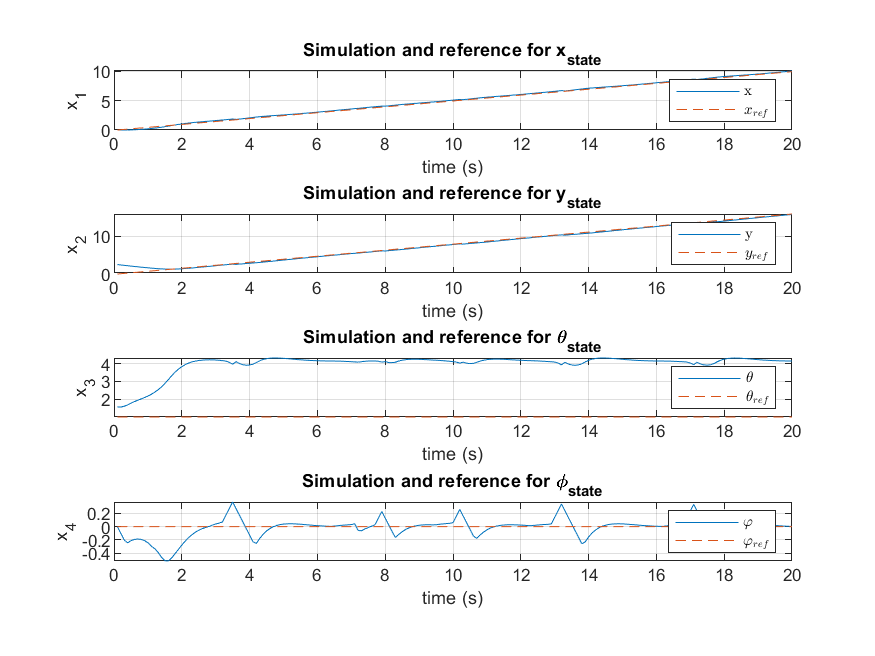 Simulation and reference for x_state
10
5
0
x_1
x
x_ref
0 2 4 6 8 10 12 14 16 18 20
time (s)
Simulation and reference for y_state
10
0
x_2
y
y_ref
0 2 4 6 8 10 12 14 16 18 20
time (s)
Simulation and reference for θ_state
4
3
2
x_3
θ
θ_ref
0 2 4 6 8 10 12 14 16 18 20
time (s)
Simulation and reference for ϕ_state
0.2
0
-0.2
-0.4
x_4
φ
φ_ref
0 2 4 6 8 10 12 14 16 18 20
time (s)